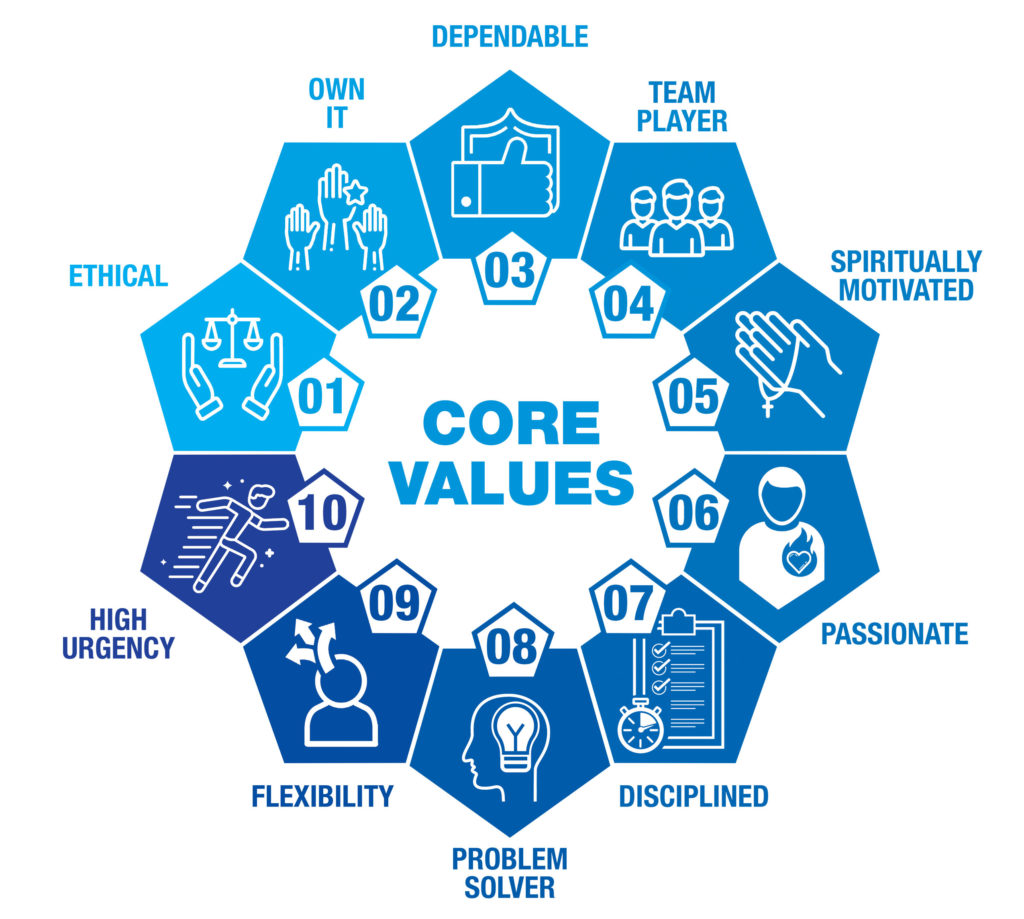 DEPENDABLE
OWN
IT
TEAM
PLAYER
ETHICAL
SPIRITUALLY
MOTIVATED
03
02
04
01
05
CORE
VALUES
10
06
09
07
08
HIGH
URGENCY
PASSIONATE
FLEXIBILITY
DISCIPLINED
PROBLEM
SOLVER